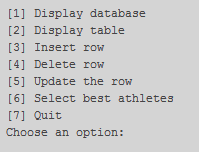 [1] Display database
[2] Display table
[3] Insert row
[4] Delete row
[5] Update the row
[6] Select best athletes
[7] Quit
Choose an option: